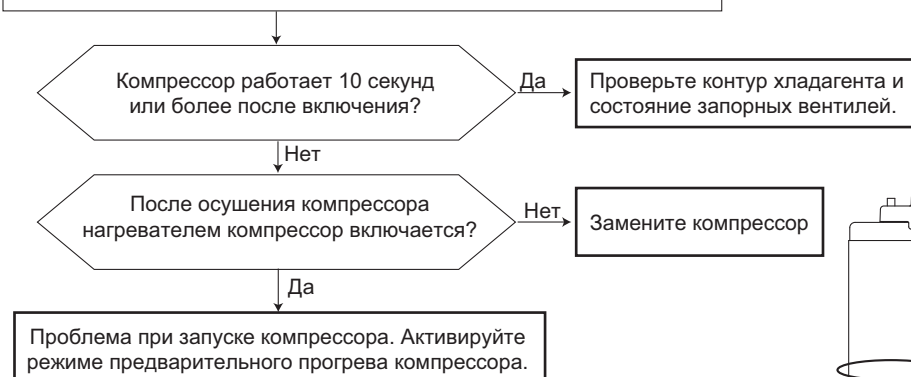 Компрессор работает 10 секунд
или более после включения?
Да
Проверьте контур хладагента и
состояние запорных вентилей.
Нет
После осушения компрессора
нагревателем компрессор включается?
Нет
Замените компрессор
Да
Проблема при запуске компрессора. Активируйте
режиме предварительного прогрева компрессора.